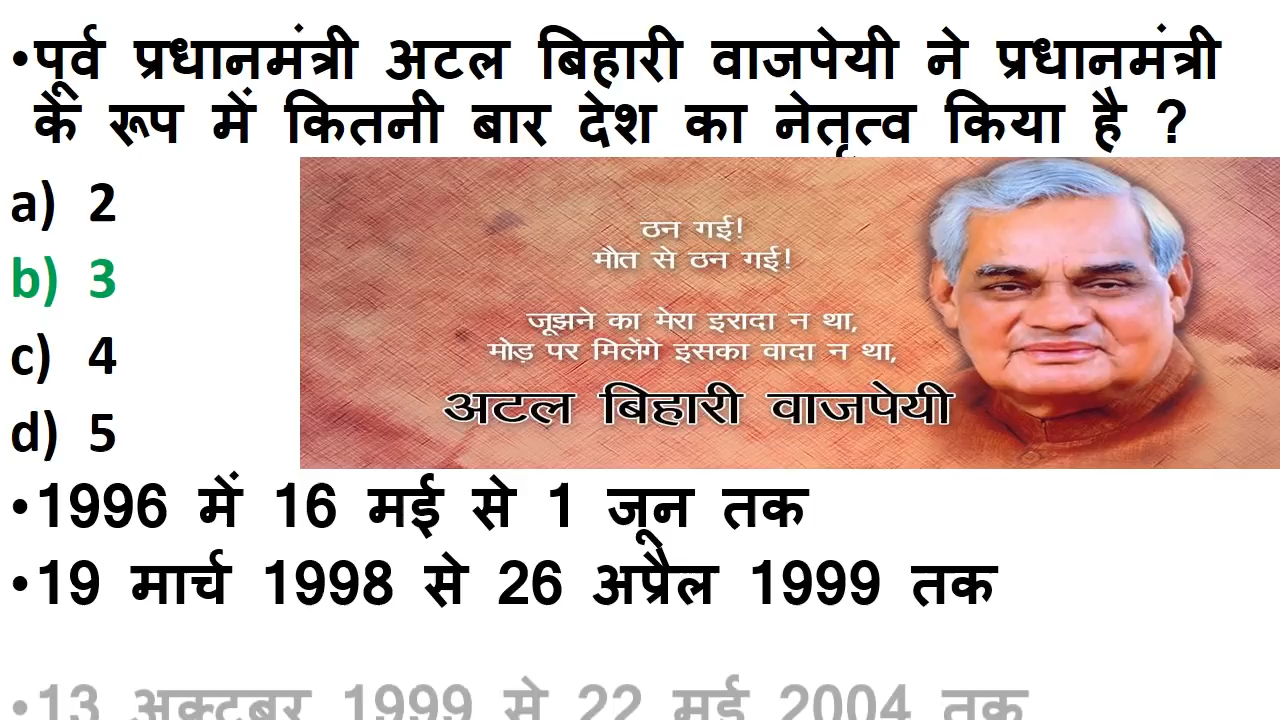 •पूर्व प्रधानमंत्री अटल बिहारी वाजपेयी ने प्रधानमंत्री
के रूप में कितनी बार देश का नेतृत्व किया है ?
a) 2
b) 3
c) 4
d) 5
ठन गई!
मौत से ठन गई!
जूझने का मेरा इरादा न था,
मोड़ पर मिलेंगे इसका वादा न था,
अटल बिहारी वाजपेयी
•1996 में 16 मई से 1 जून तक
•19 मार्च 1998 से 26 अप्रैल 1999 तक
•13 अक्टूबर 1999 से 22 मई 2004 तक